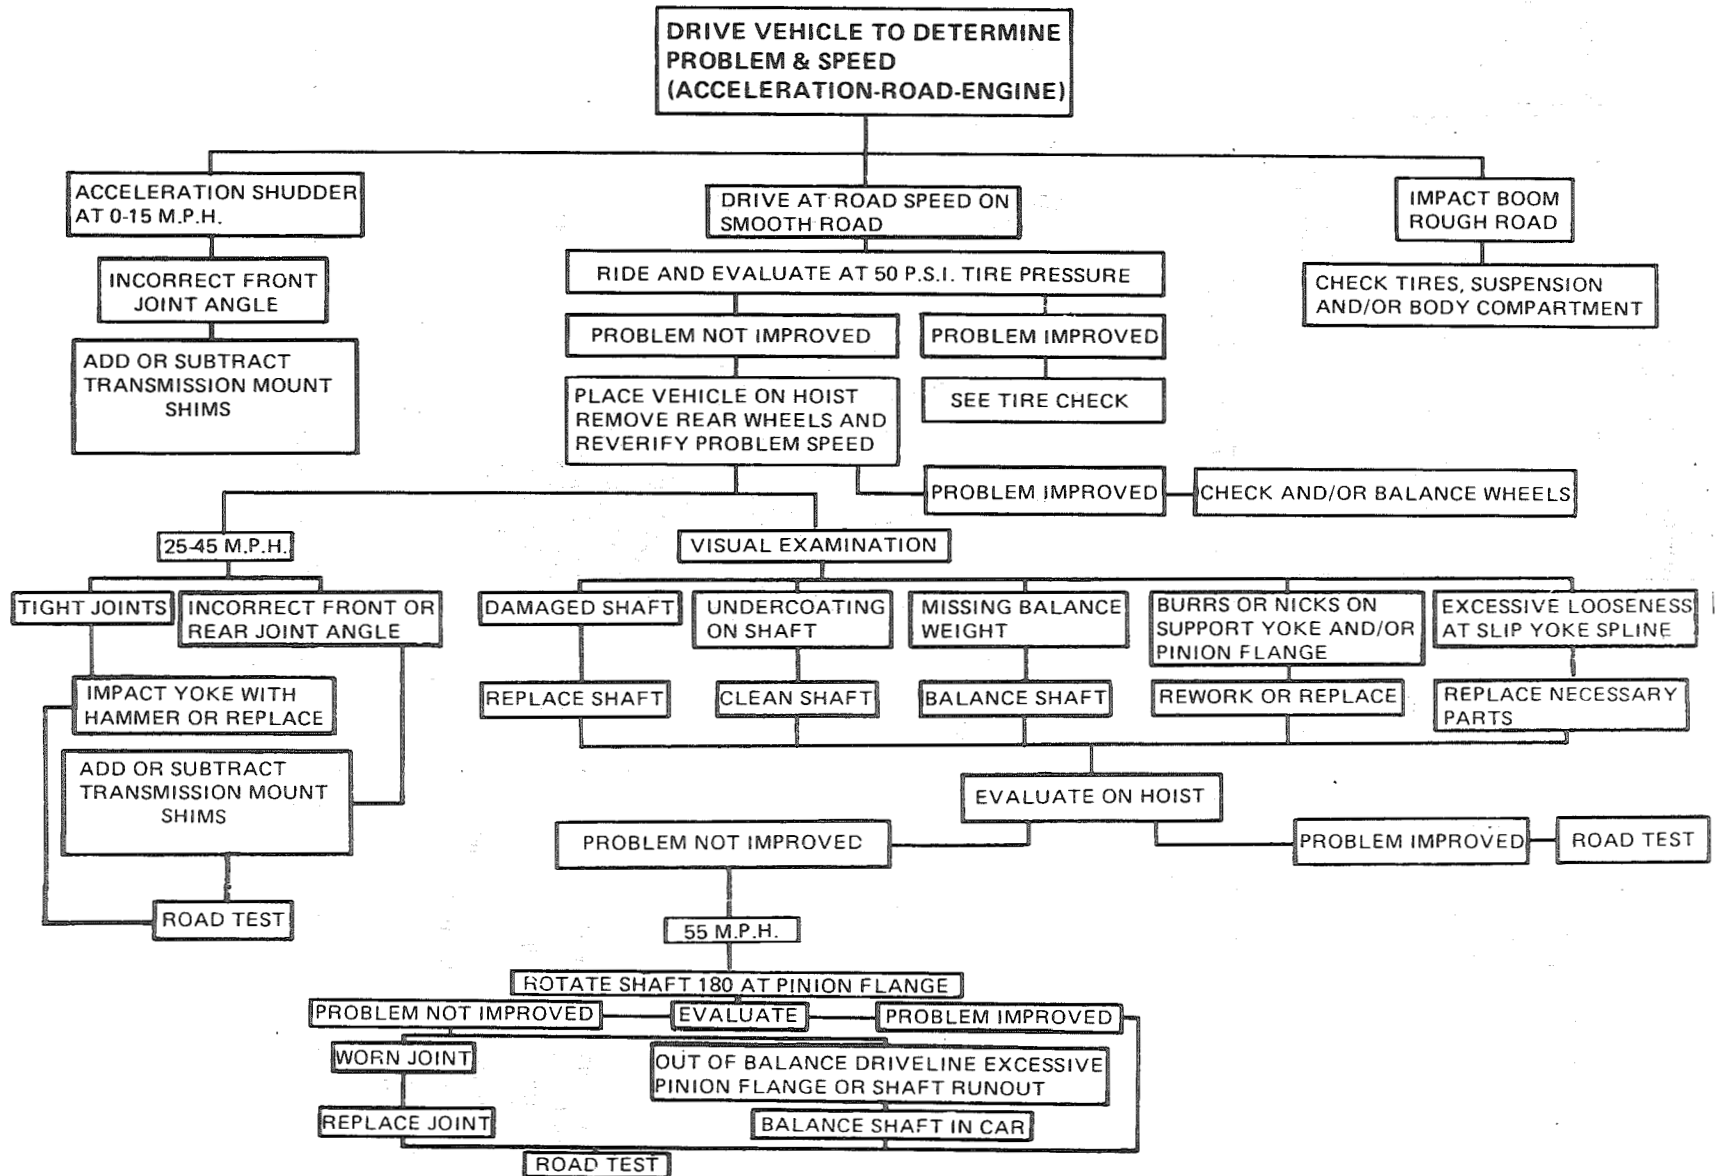 DRIVE VEHICLE TO DETERMINE
PROBLEM & SPEED
(ACCELERATION-ROAD-ENGINE)
ACCELERATION SHUDDER
AT 0-15 M.P.H.
INCORRECT FRONT
JOINT ANGLE
ADD OR SUBTRACT
TRANSMISSION MOUNT
SHIMS
DRIVE AT ROAD SPEED ON
SMOOTH ROAD
RIDE AND EVALUATE AT 50 P.S.I. TIRE PRESSURE
PROBLEM NOT IMPROVED
PROBLEM IMPROVED
PLACE VEHICLE ON HOIST
REMOVE REAR WHEELS AND
REVERIFY PROBLEM SPEED
SEE TIRE CHECK
IMPACT BOOM
ROUGH ROAD
CHECK TIRES, SUSPENSION
AND/OR BODY COMPARTMENT
PROBLEM IMPROVED
CHECK AND/OR BALANCE WHEELS
25-45 M.P.H.
VISUAL EXAMINATION
TIGHT JOINTS
INCORRECT FRONT OR
REAR JOINT ANGLE
IMPACT YOKE WITH
HAMMER OR REPLACE
ADD OR SUBTRACT
TRANSMISSION MOUNT
SHIMS
ROAD TEST
DAMAGED SHAFT
UNDERCOATING
ON SHAFT
MISSING BALANCE
WEIGHT
BURRS OR NICKS ON
SUPPORT YOKE AND/OR
PINION FLANGE
EXCESSIVE LOOSENESS
AT SLIP YOKE SPLINE
REPLACE SHAFT
CLEAN SHAFT
BALANCE SHAFT
REWORK OR REPLACE
REPLACE NECESSARY
PARTS
EVALUATE ON HOIST
PROBLEM NOT IMPROVED
PROBLEM IMPROVED
ROAD TEST
55 M.P.H.
ROTATE SHAFT 180 AT PINION FLANGE
PROBLEM NOT IMPROVED
EVALUATE
PROBLEM IMPROVED
WORN JOINT
OUT OF BALANCE DRIVELINE EXCESSIVE
PINION FLANGE OR SHAFT RUNOUT
REPLACE JOINT
BALANCE SHAFT IN CAR
ROAD TEST